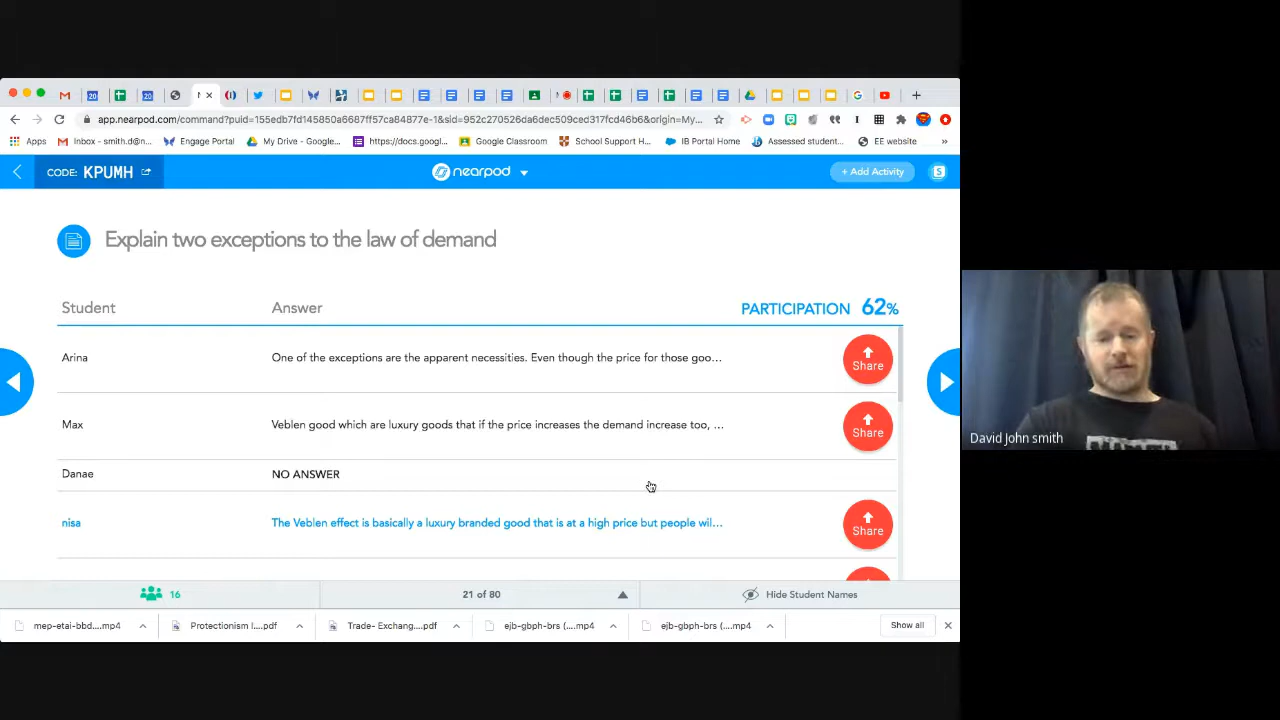 app.nearpod.com/command?puid=155edb7fd145850a6687ff57ca84877e-1&sid=952c270526da6dec509ced317fcd46b6&origin=My...
Apps
Inbox - smith.d@n...
Engage Portal
My Drive - Google...
https://docs.goog...
Google Classroom
School Support H...
IB Portal Home
Assessed student...
EE website
»
CODE: KPUMH
nearpod
+ Add Activity
S
Explain two exceptions to the law of demand
Student Answer PARTICIPATION 62%
Arina One of the exceptions are the apparent necessities. Even though the price for those goo... Share
Max Veblen good which are luxury goods that if the price increases the demand increase too, ... Share
Danae NO ANSWER
nisa The Veblen effect is basically a luxury branded good that is at a high price but people wil... Share
16
21 of 80
Hide Student Names
mep-etai-bbd....mp4
Protectionism I....pdf
Trade- Exchang....pdf
ejb-gbph-brs (....mp4
ejb-gbph-brs (....mp4
Show all
David John smith